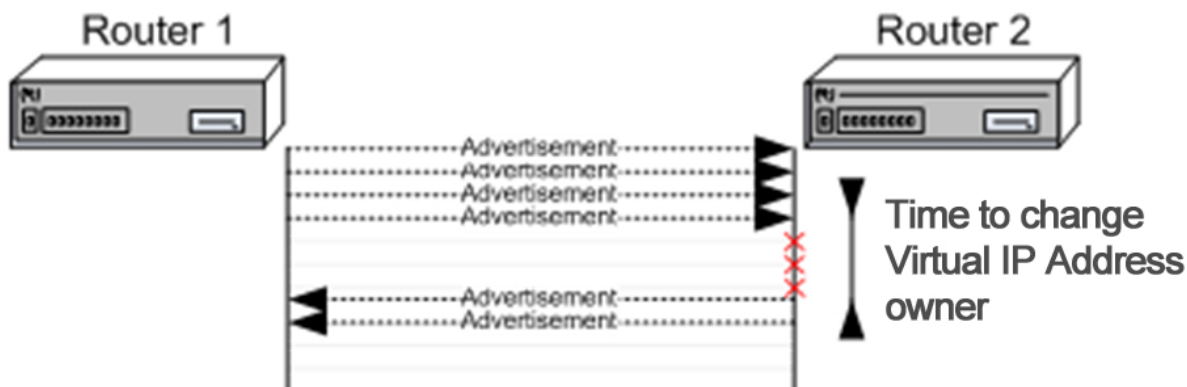 Router 1
Router 2
Advertisement
Advertisement
Advertisement
Advertisement
Time to change
Virtual IP Address
owner
Advertisement
Advertisement